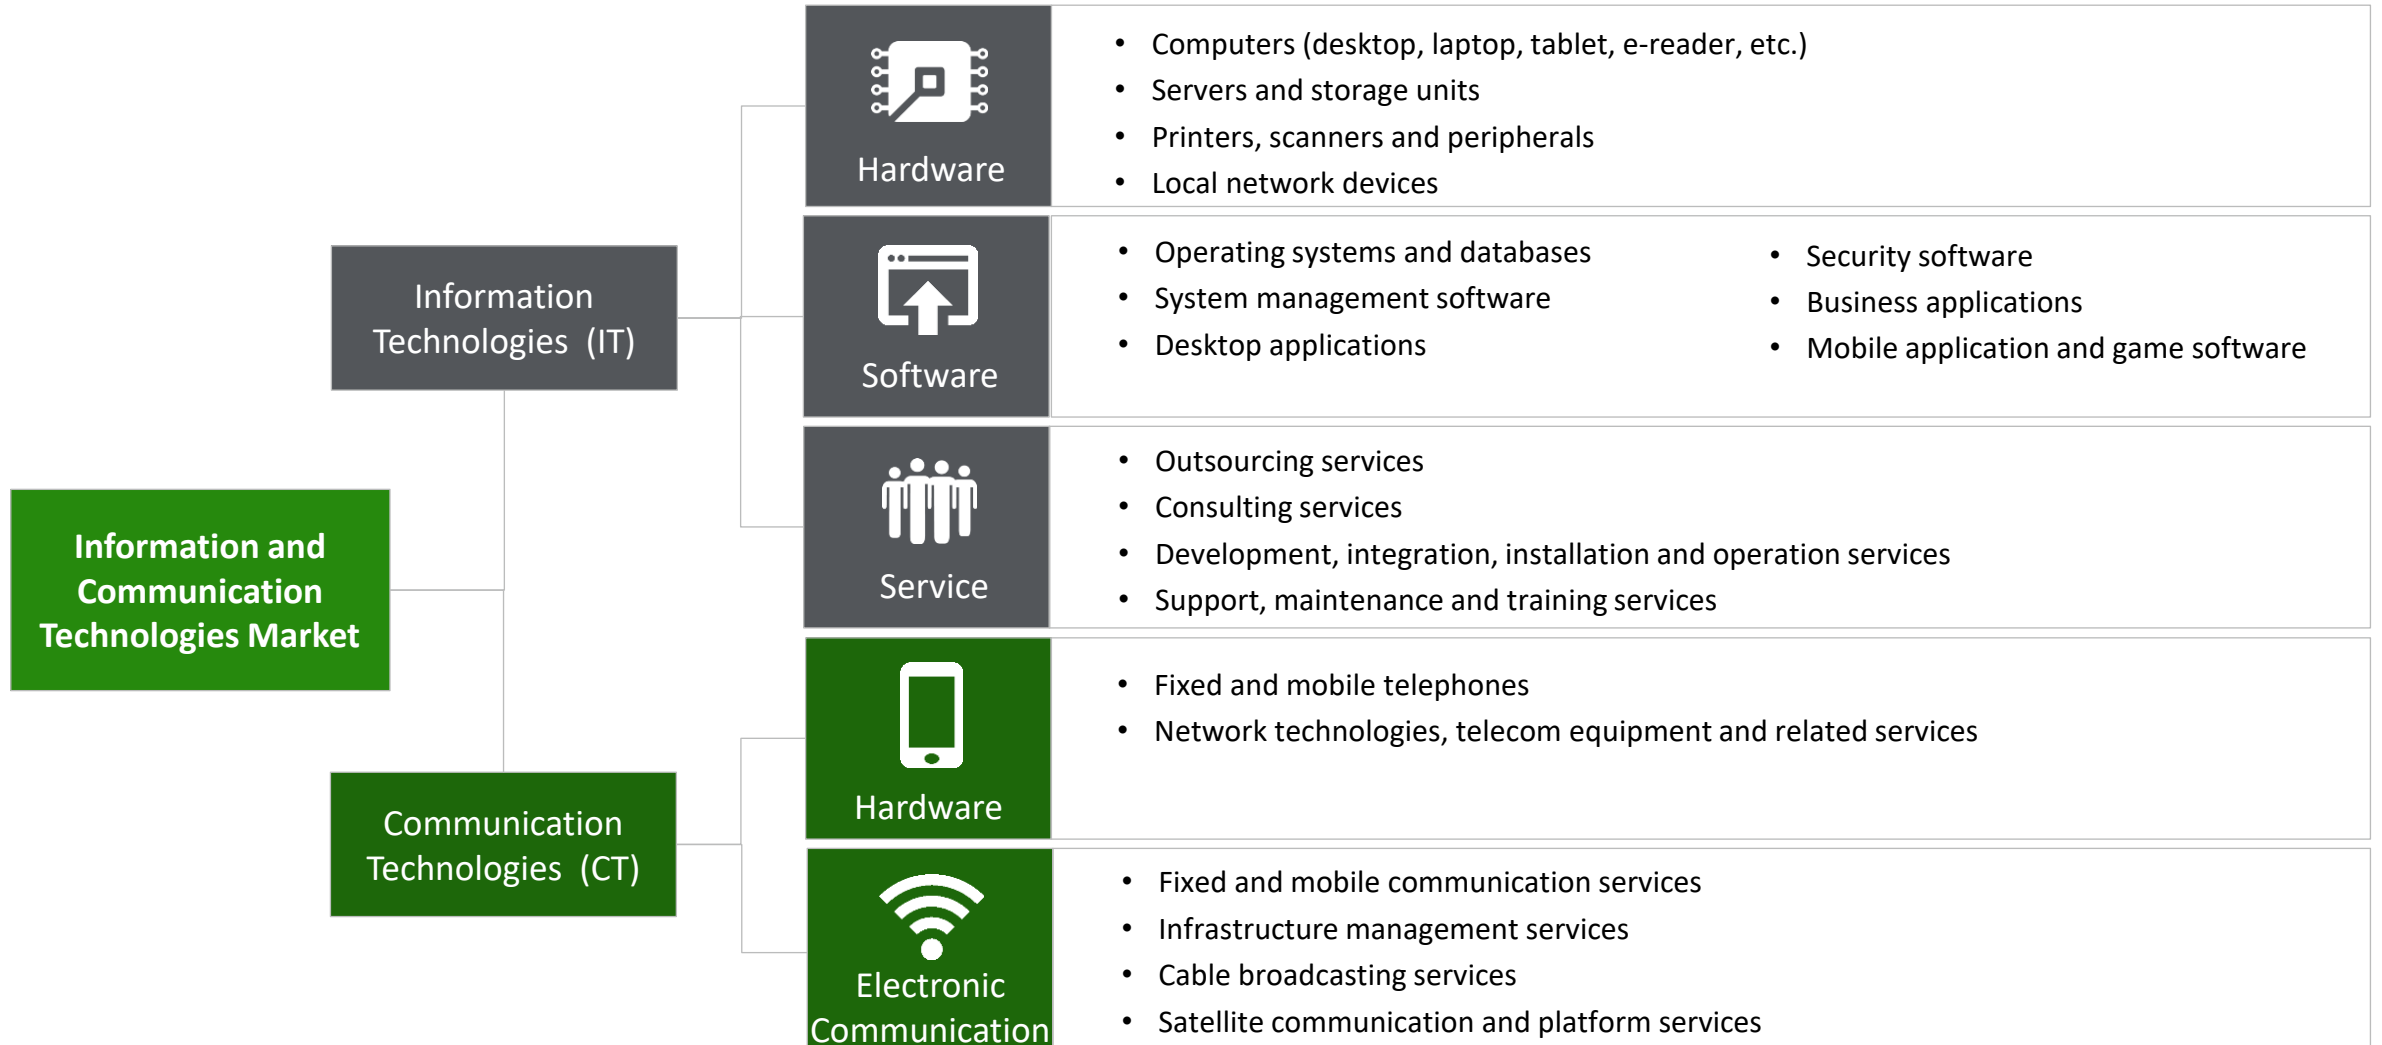 Information and
Communication
Technologies Market
Information
Technologies (IT)
Communication
Technologies (CT)
Hardware
• Computers (desktop, laptop, tablet, e-reader, etc.)
• Servers and storage units
• Printers, scanners and peripherals
• Local network devices
Software
• Operating systems and databases
• System management software
• Desktop applications
• Security software
• Business applications
• Mobile application and game software
Service
• Outsourcing services
• Consulting services
• Development, integration, installation and operation services
• Support, maintenance and training services
Hardware
• Fixed and mobile telephones
• Network technologies, telecom equipment and related services
Electronic
Communication
• Fixed and mobile communication services
• Infrastructure management services
• Cable broadcasting services
• Satellite communication and platform services